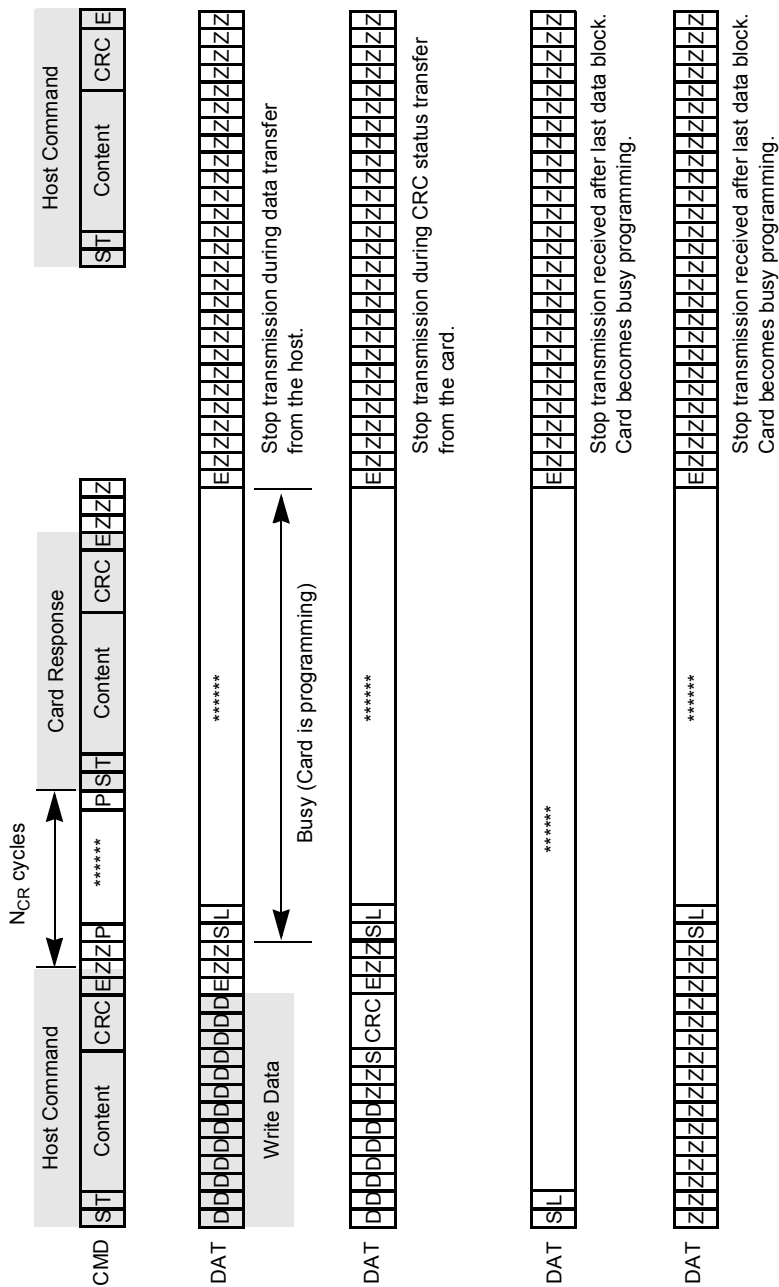 Host Command
N_CR cycles
Card Response
Host Command
CMD S T Content CRC E Z Z P ****** P S T Content CRC E Z Z Z S T Content CRC E
DAT D D D D D D D D D D D D D E Z Z S L ****** E Z Z Z Z Z Z Z Z Z Z Z Z Z Z Z Z Z Z Z Z Z Z Z Z Z
Write Data
Busy (Card is programming)
Stop transmission during data transfer
from the host.
DAT D D D D D D D Z Z S CRC E Z Z S L ****** E Z Z Z Z Z Z Z Z Z Z Z Z Z Z Z Z Z Z Z Z Z Z Z Z Z
Stop transmission during CRC status transfer
from the card.
DAT S L ****** E Z Z Z Z Z Z Z Z Z Z Z Z Z Z Z Z Z Z Z Z Z Z Z Z Z
Stop transmission received after last data block.
Card becomes busy programming.
DAT Z Z Z Z Z Z Z Z Z Z Z Z Z Z Z Z S L ****** E Z Z Z Z Z Z Z Z Z Z Z Z Z Z Z Z Z Z Z Z Z Z Z Z Z
Stop transmission received after last data block.
Card becomes busy programming.